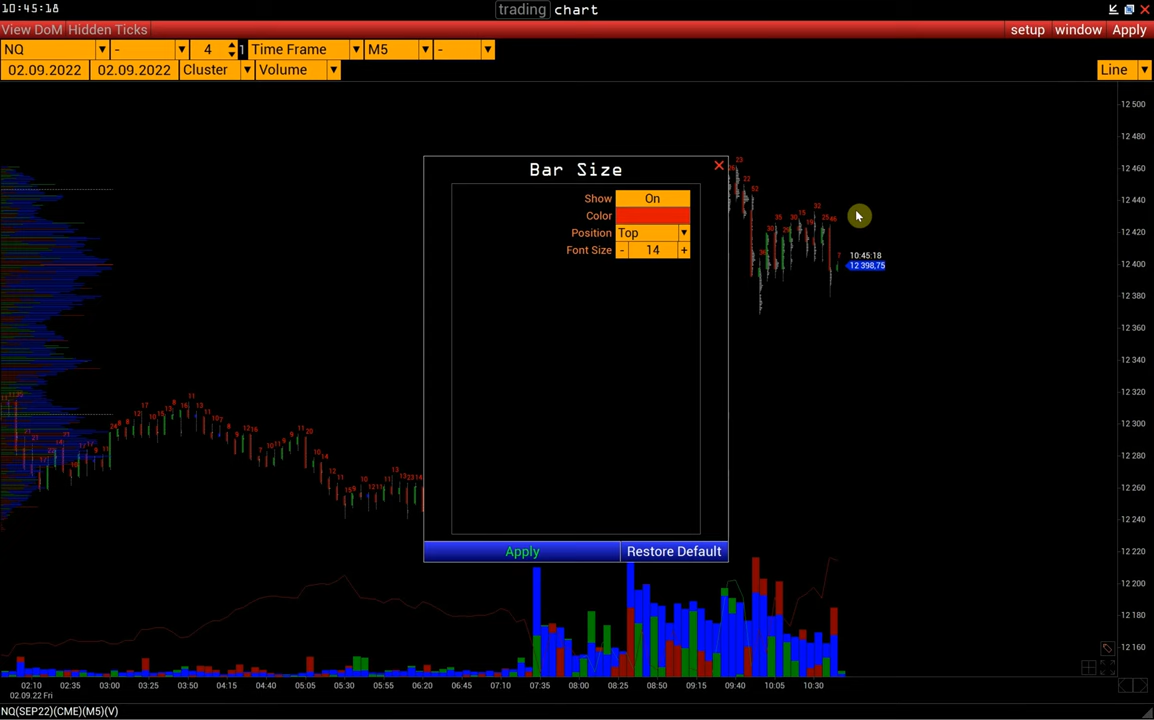 10:45:18
trading chart
View DoM Hidden Ticks
setup window Apply
NQ - 4 1 Time Frame M5 -
02.09.2022 02.09.2022 Cluster Volume
Line
Bar Size
Show On
Color
Position Top
Font Size - 14 +
Apply Restore Default
10:45:18
12 398,75
12 500
12 480
12 460
12 440
12 420
12 400
12 380
12 360
12 340
12 320
12 300
12 280
12 260
12 240
12 220
12 200
12 180
12 160
02:10 02:35 03:00 03:25 03:50 04:15 04:40 05:05 05:30 05:55 06:20 06:45 07:10 07:35 08:00 08:25 08:50 09:15 09:40 10:05 10:30
02.09.22 Fri
NQ(SEP22)(CME)(M5)(V)